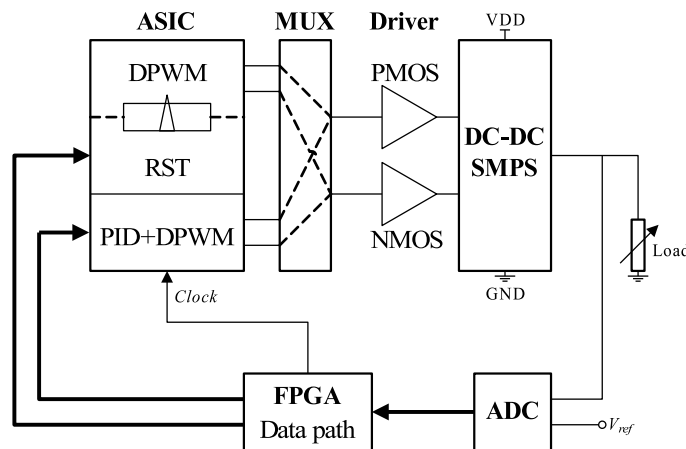 ASIC
MUX
Driver
VDD
DPWM
PMOS
DC-DC
SMPS
RST
PID+DPWM
NMOS
Load
GND
Clock
FPGA
Data path
ADC
Vref